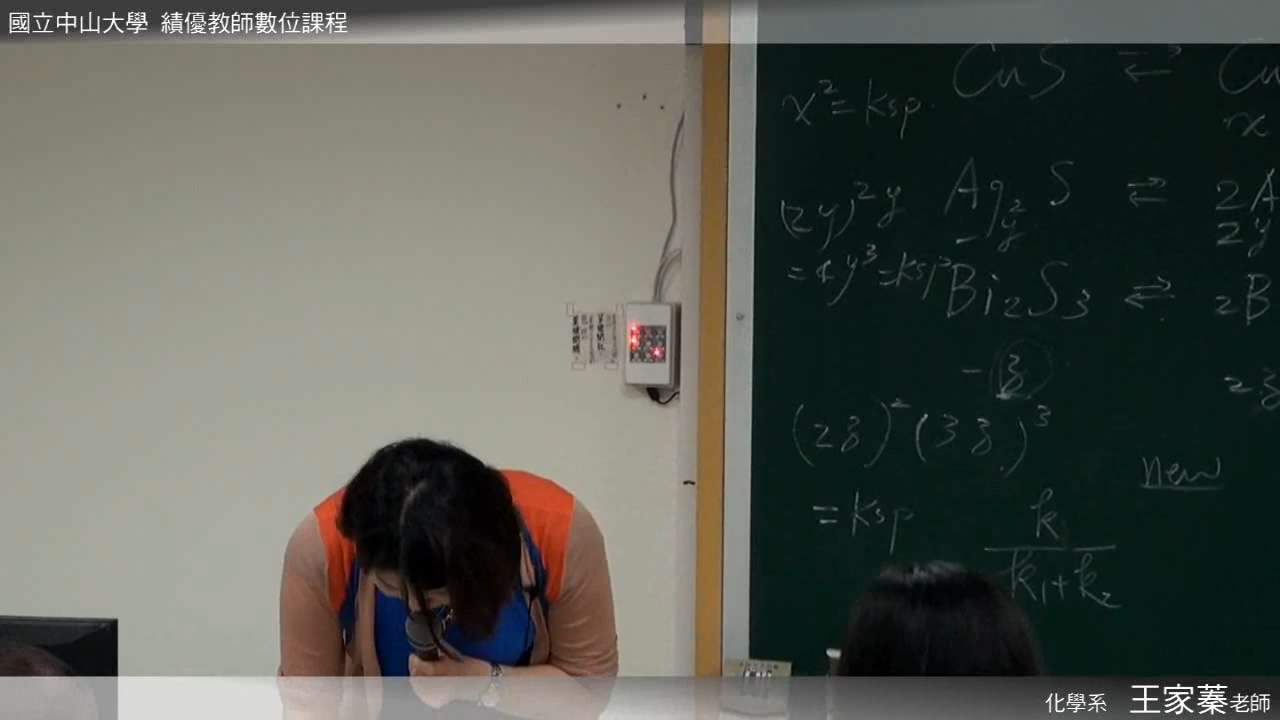 國立中山大學 績優教師數位課程
CuS ⇌ Cu
x²=Ksp.
x
(2y)²y Ag₂S ⇌ 2A
-y 2y
=4y³=Ksp Bi₂S₃ ⇌ 2B
-z 2z
(2z)²(3z)³
new
=Ksp
k
k₁+k₂
化學系 王家蓁老師